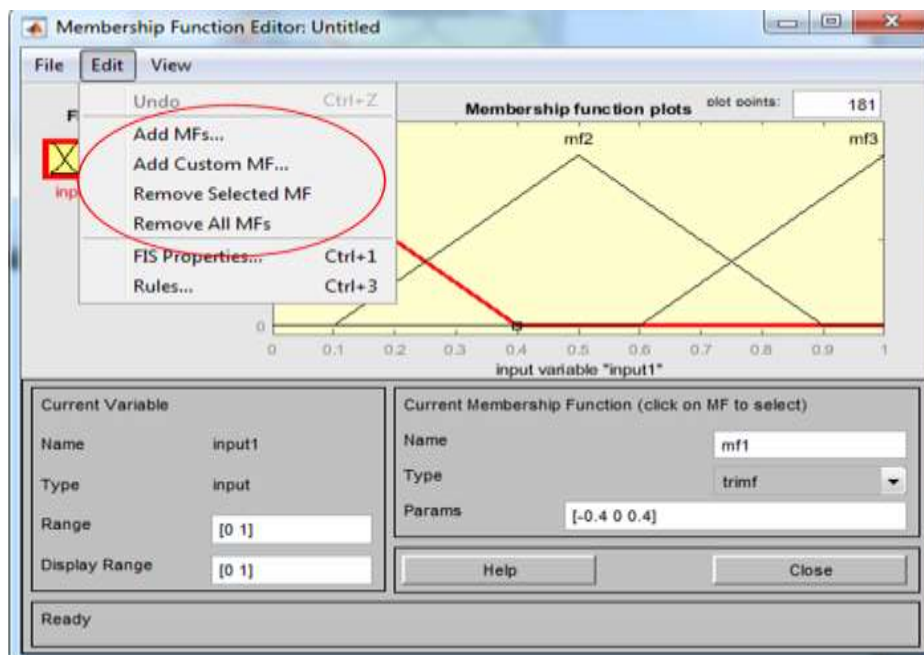 Membership Function Editor: Untitled
File Edit View
Undo Ctrl+Z
Add MFs...
Add Custom MF...
Remove Selected MF
Remove All MFs
FIS Properties... Ctrl+1
Rules... Ctrl+3
F
inp
Membership function plots plot points: 181
mf2 mf3
0
0 0.1 0.2 0.3 0.4 0.5 0.6 0.7 0.8 0.9 1
input variable "input1"
Current Variable
Name input1
Type input
Range [0 1]
Display Range [0 1]
Current Membership Function (click on MF to select)
Name mf1
Type trimf
Params [-0.4 0 0.4]
Help Close
Ready